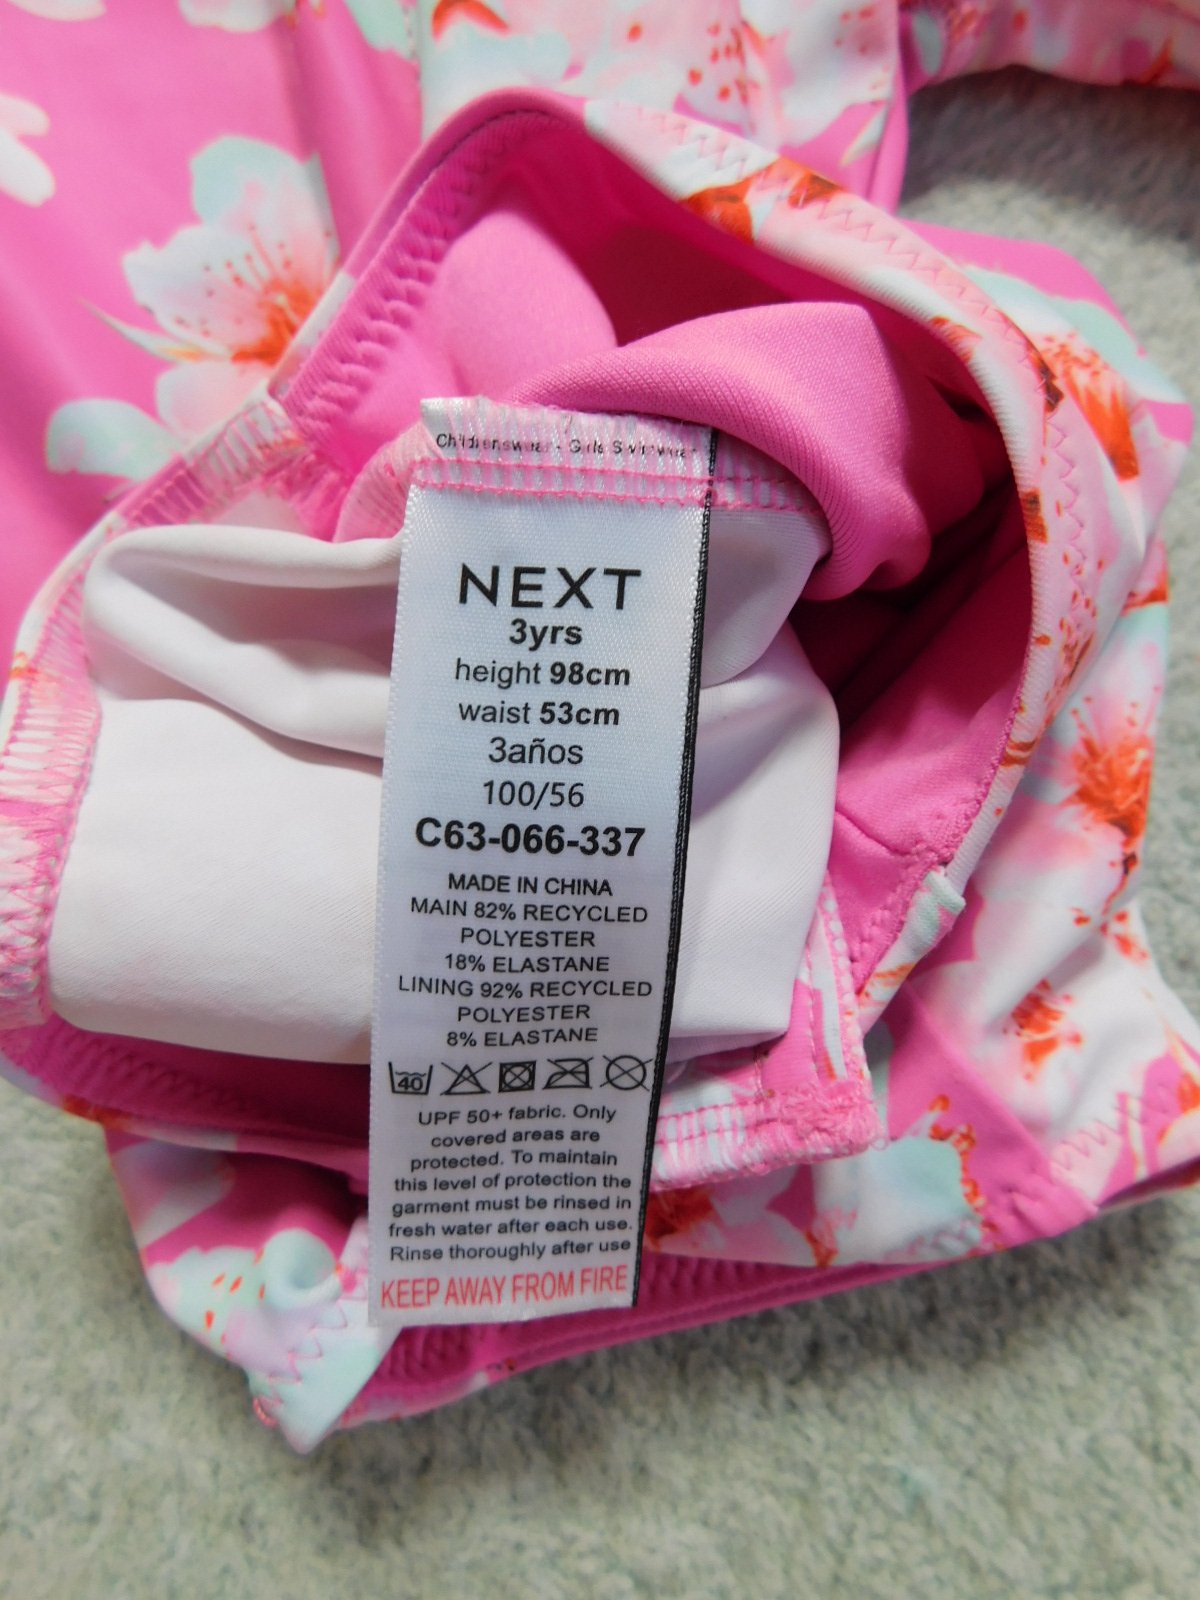 Childrenswear - Girls Swimwear
NEXT
3yrs
height 98cm
waist 53cm
3años
100/56
C63-066-337
MADE IN CHINA
MAIN 82% RECYCLED
POLYESTER
18% ELASTANE
LINING 92% RECYCLED
POLYESTER
8% ELASTANE
40
UPF 50+ fabric. Only
covered areas are
protected. To maintain
this level of protection the
garment must be rinsed in
fresh water after each use.
Rinse thoroughly after use
KEEP AWAY FROM FIRE